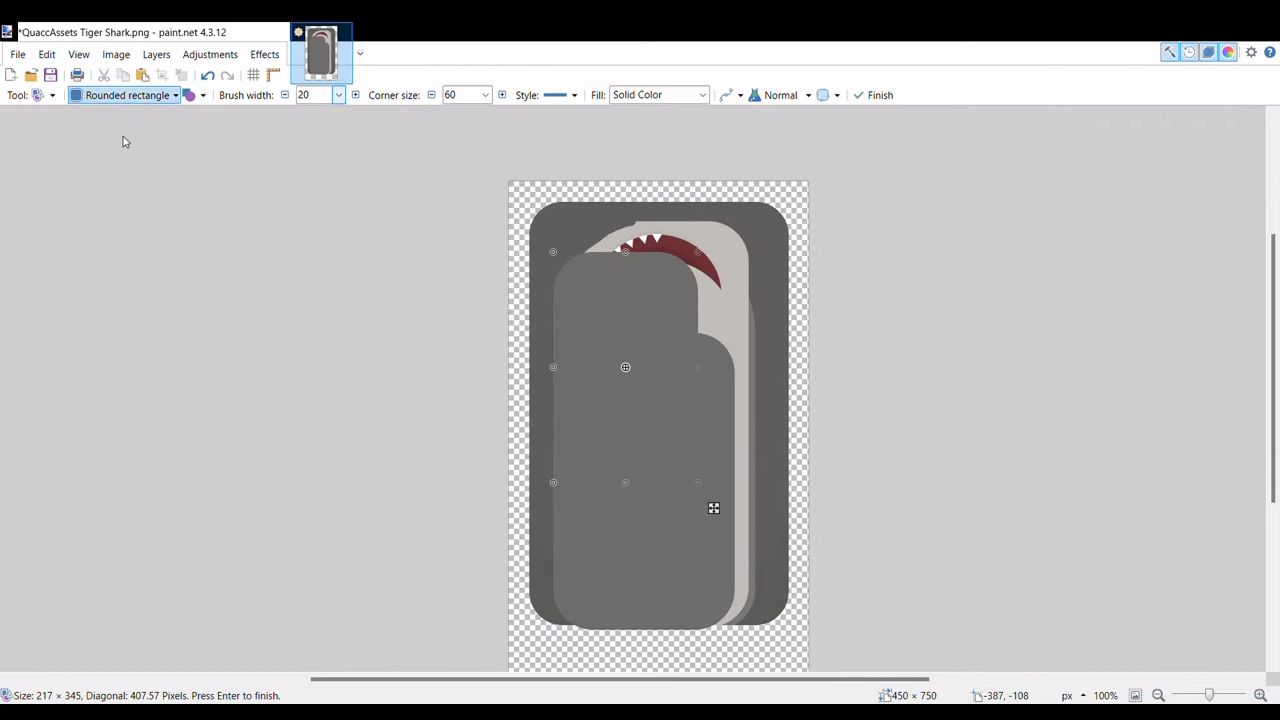 *QuaccAssets Tiger Shark.png - paint.net 4.3.12
File Edit View Image Layers Adjustments Effects
Tool: Rounded rectangle Brush width: 20 Corner size: 60 Style: Fill: Solid Color Normal Finish
Size: 217 × 345, Diagonal: 407.57 Pixels. Press Enter to finish. 450 × 750 -387, -108 px 100%